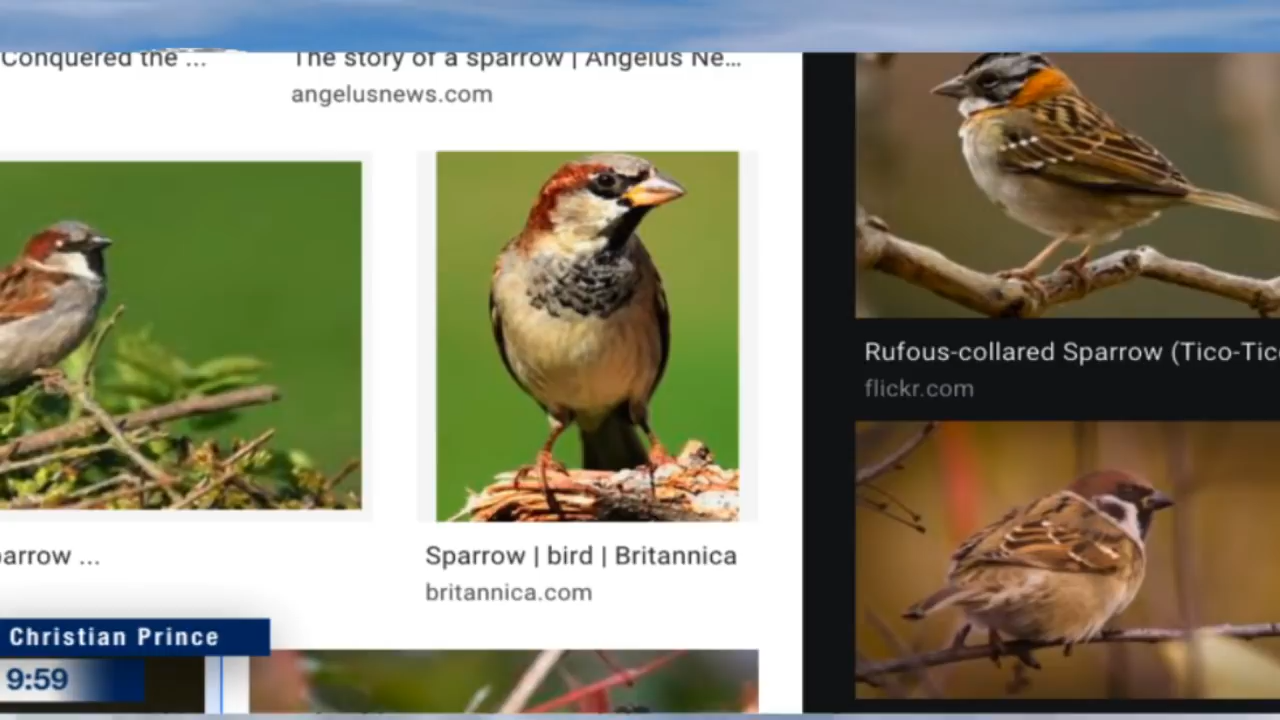 Conquered the ...
The story of a sparrow | Angelus Ne...
angelusnews.com
Rufous-collared Sparrow (Tico-Tico
flickr.com
arrow ...
Sparrow | bird | Britannica
britannica.com
Christian Prince
9:59